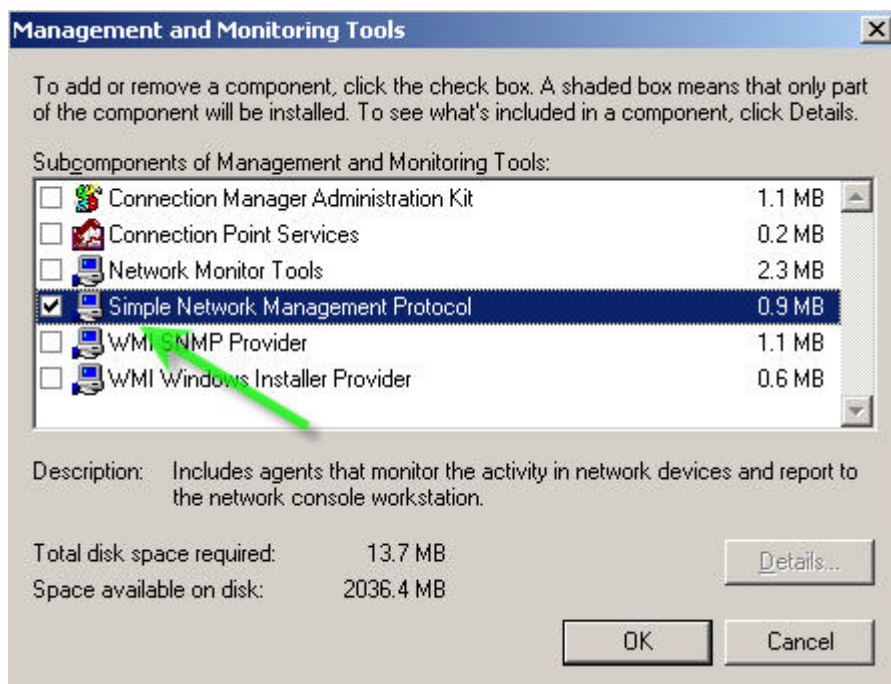 Management and Monitoring Tools
To add or remove a component, click the check box. A shaded box means that only part
of the component will be installed. To see what's included in a component, click Details.
Subcomponents of Management and Monitoring Tools:
Connection Manager Administration Kit 1.1 MB
Connection Point Services 0.2 MB
Network Monitor Tools 2.3 MB
Simple Network Management Protocol 0.9 MB
WMI SNMP Provider 1.1 MB
WMI Windows Installer Provider 0.6 MB
Description: Includes agents that monitor the activity in network devices and report to
the network console workstation.
Total disk space required: 13.7 MB
Space available on disk: 2036.4 MB
Details...
OK Cancel